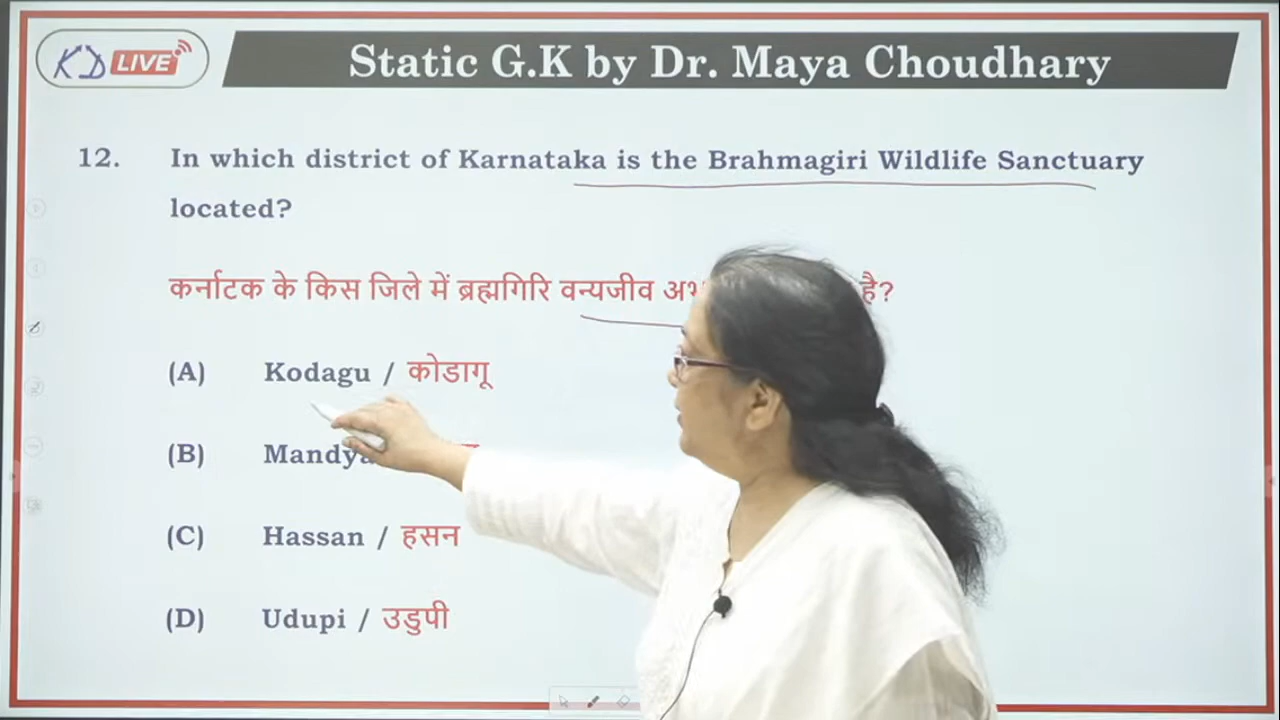 KD LIVE
Static G.K by Dr. Maya Choudhary
12. In which district of Karnataka is the Brahmagiri Wildlife Sanctuary
located?
कर्नाटक के किस जिले में ब्रह्मगिरि वन्यजीव है?
(A) Kodagu / कोडागू
(B) Mandya
(C) Hassan / हसन
(D) Udupi / उडुपी